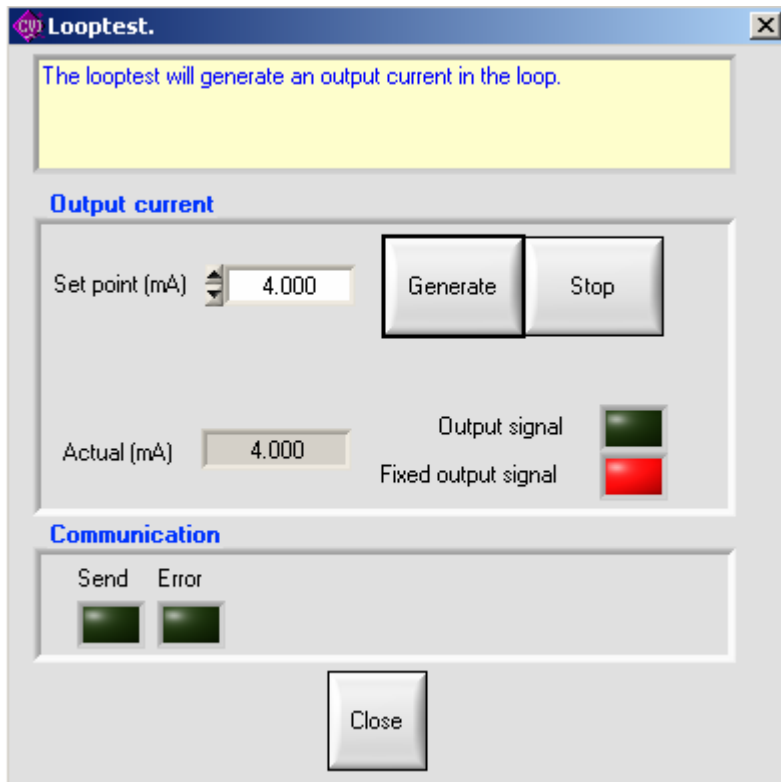 CVI Looptest.
The looptest will generate an output current in the loop.
Output current
Set point (mA) 4.000 Generate Stop
Output signal
Actual (mA) 4.000
Fixed output signal
Communication
Send Error
Close